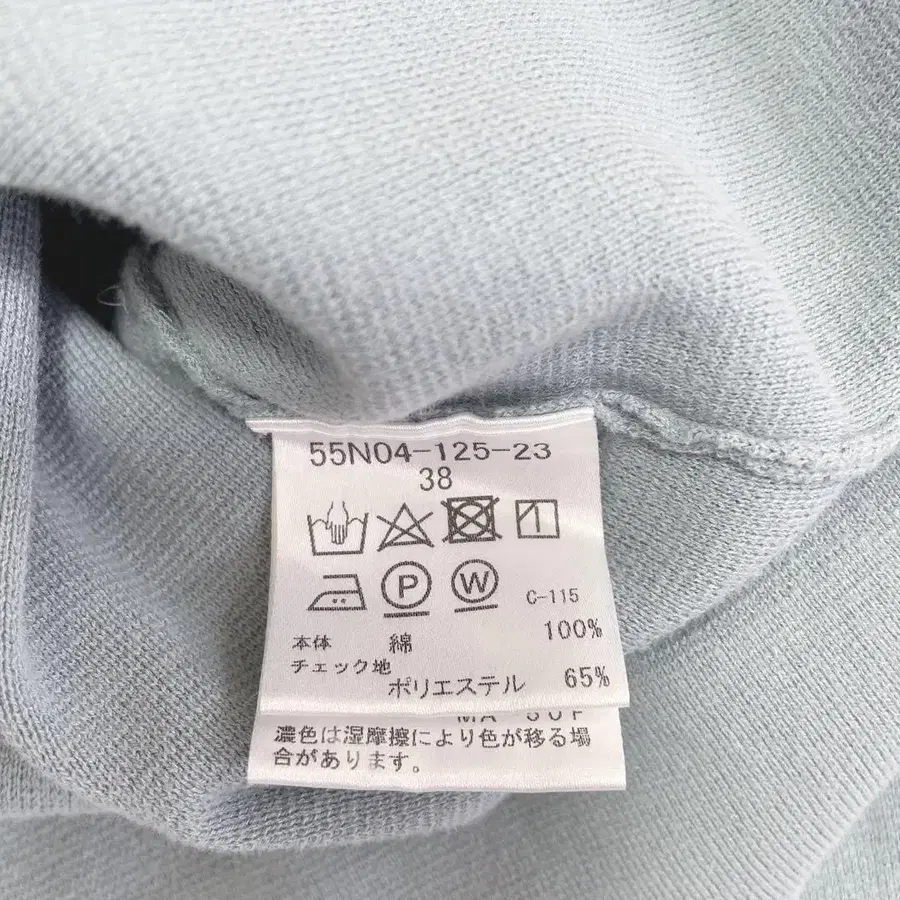 55N04-125-23
38
P W C-115
本体 綿 100%
チェック地
ポリエステル 65%
濃色は湿摩擦により色が移る場
合があります。